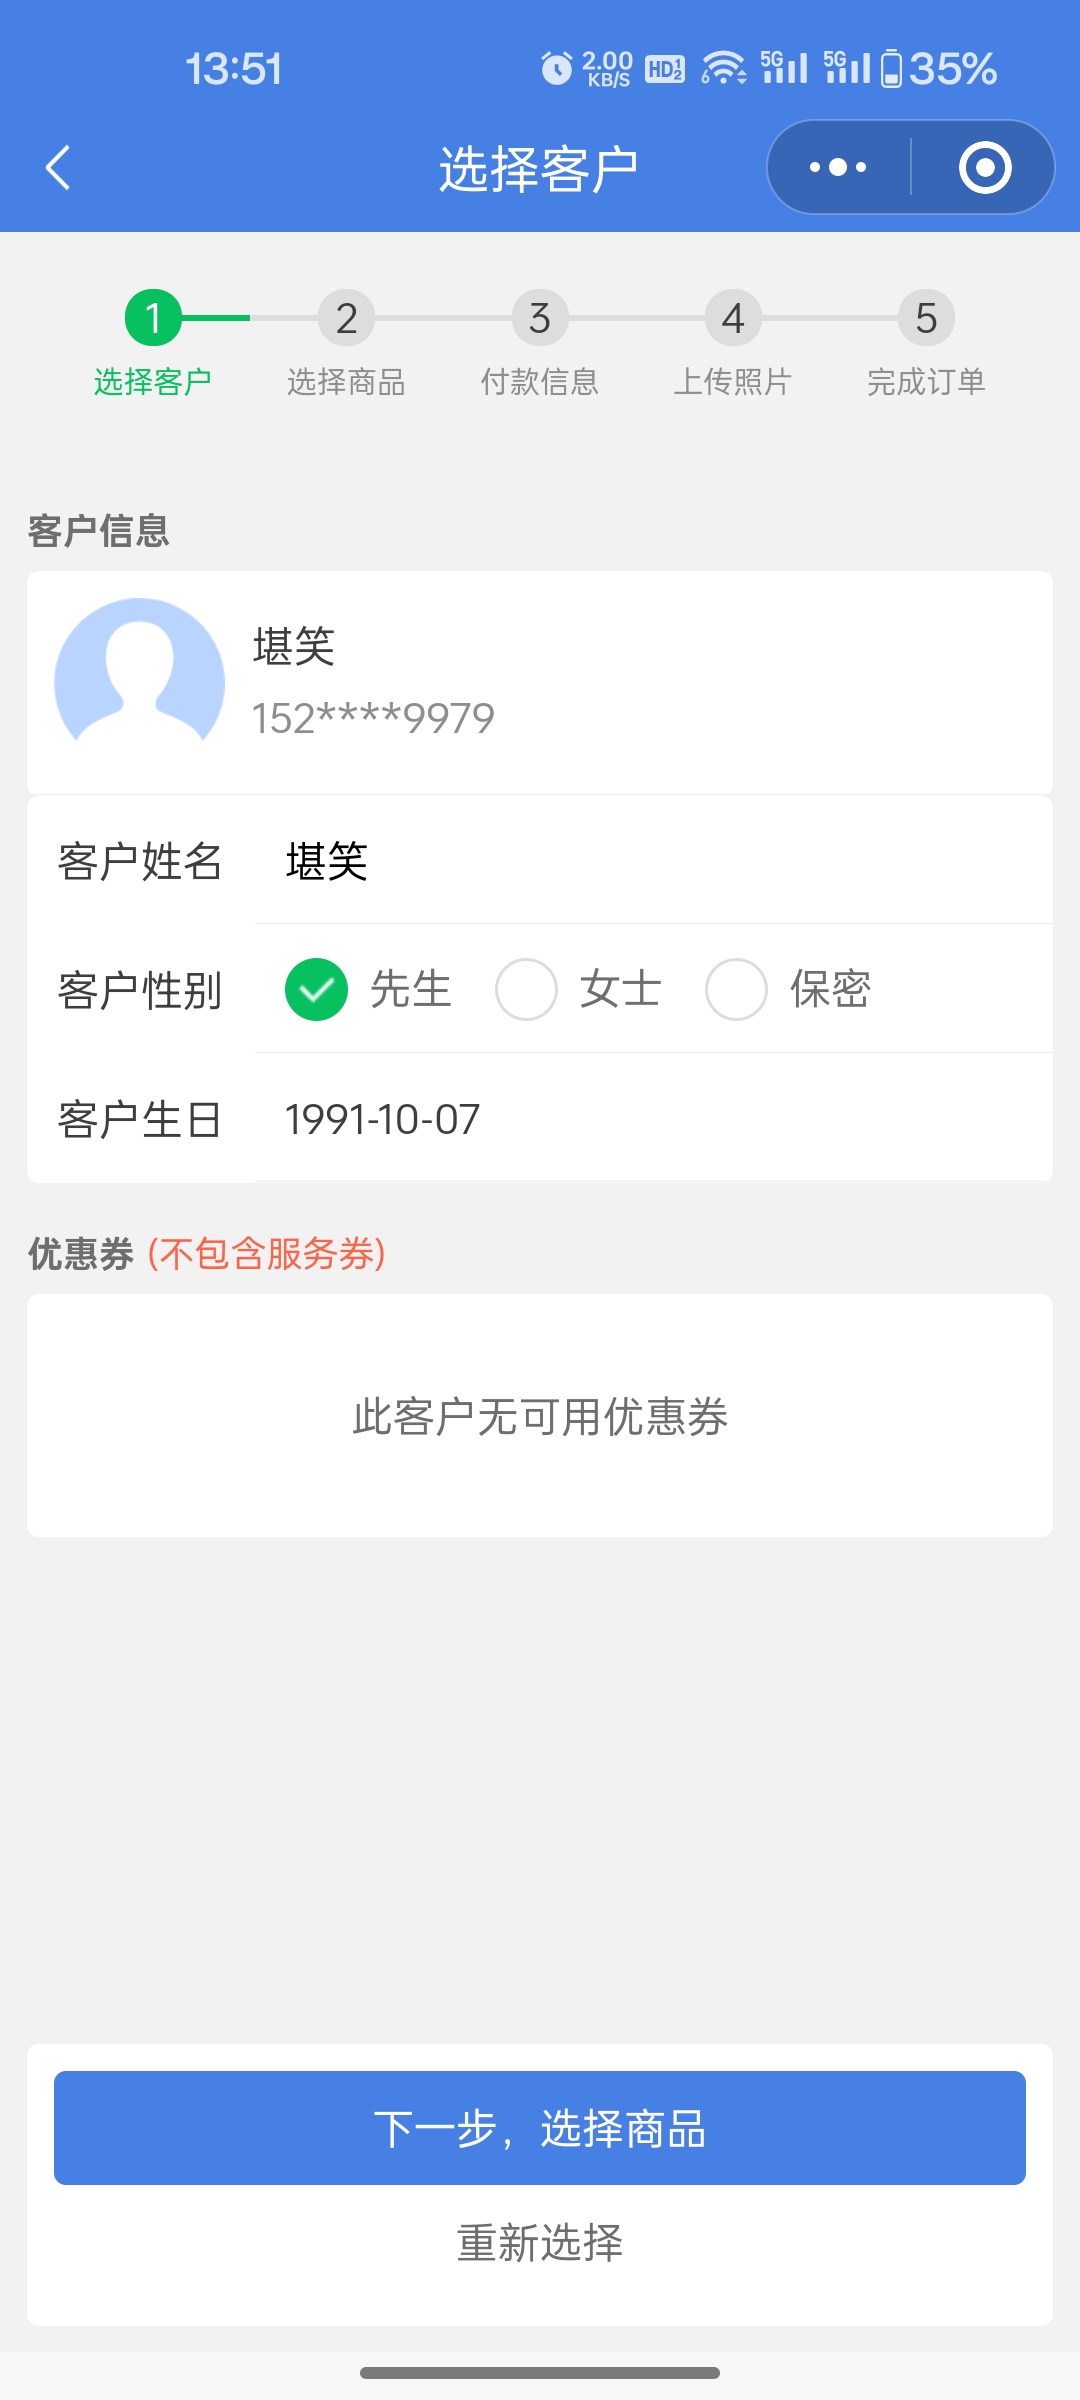 13:51
2.00 KB/S HD 1 2 6 5G 5G 35%
选择客户
1 2 3 4 5
选择客户 选择商品 付款信息 上传照片 完成订单
客户信息
堪笑
152****9979
客户姓名 堪笑
客户性别 先生 女士 保密
客户生日 1991-10-07
优惠券 (不包含服务券)
此客户无可用优惠券
下一步，选择商品
重新选择